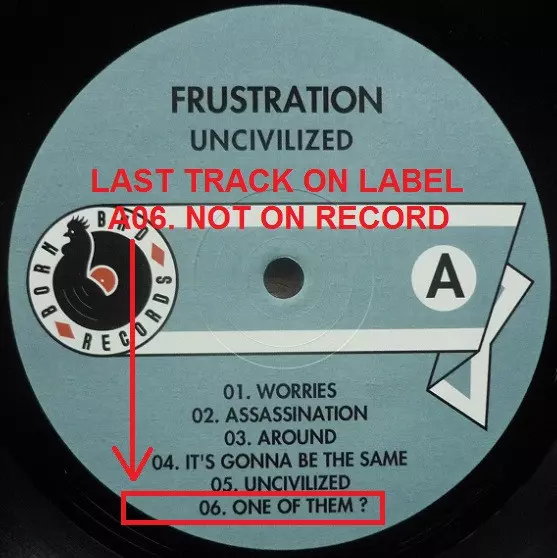 FRUSTRATION
UNCIVILIZED
LAST TRACK ON LABEL
A06. NOT ON RECORD
BORN BAD RECORDS
A
01. WORRIES
02. ASSASSINATION
03. AROUND
04. IT'S GONNA BE THE SAME
05. UNCIVILIZED
06. ONE OF THEM ?